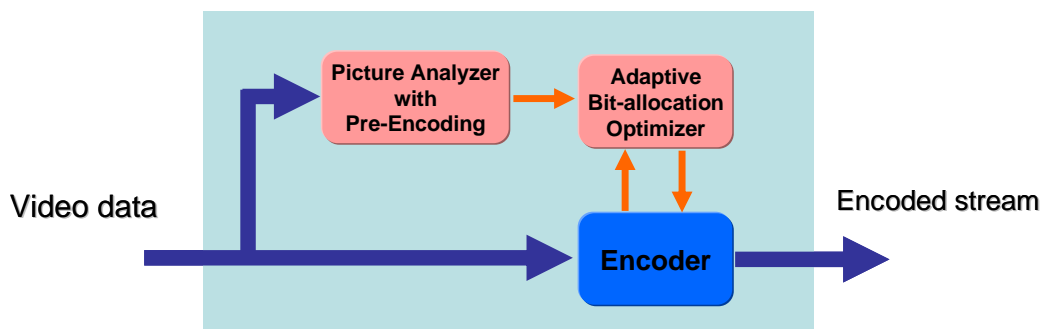 Picture Analyzer
with
Pre-Encoding
Adaptive
Bit-allocation
Optimizer
Video data
Encoder
Encoded stream